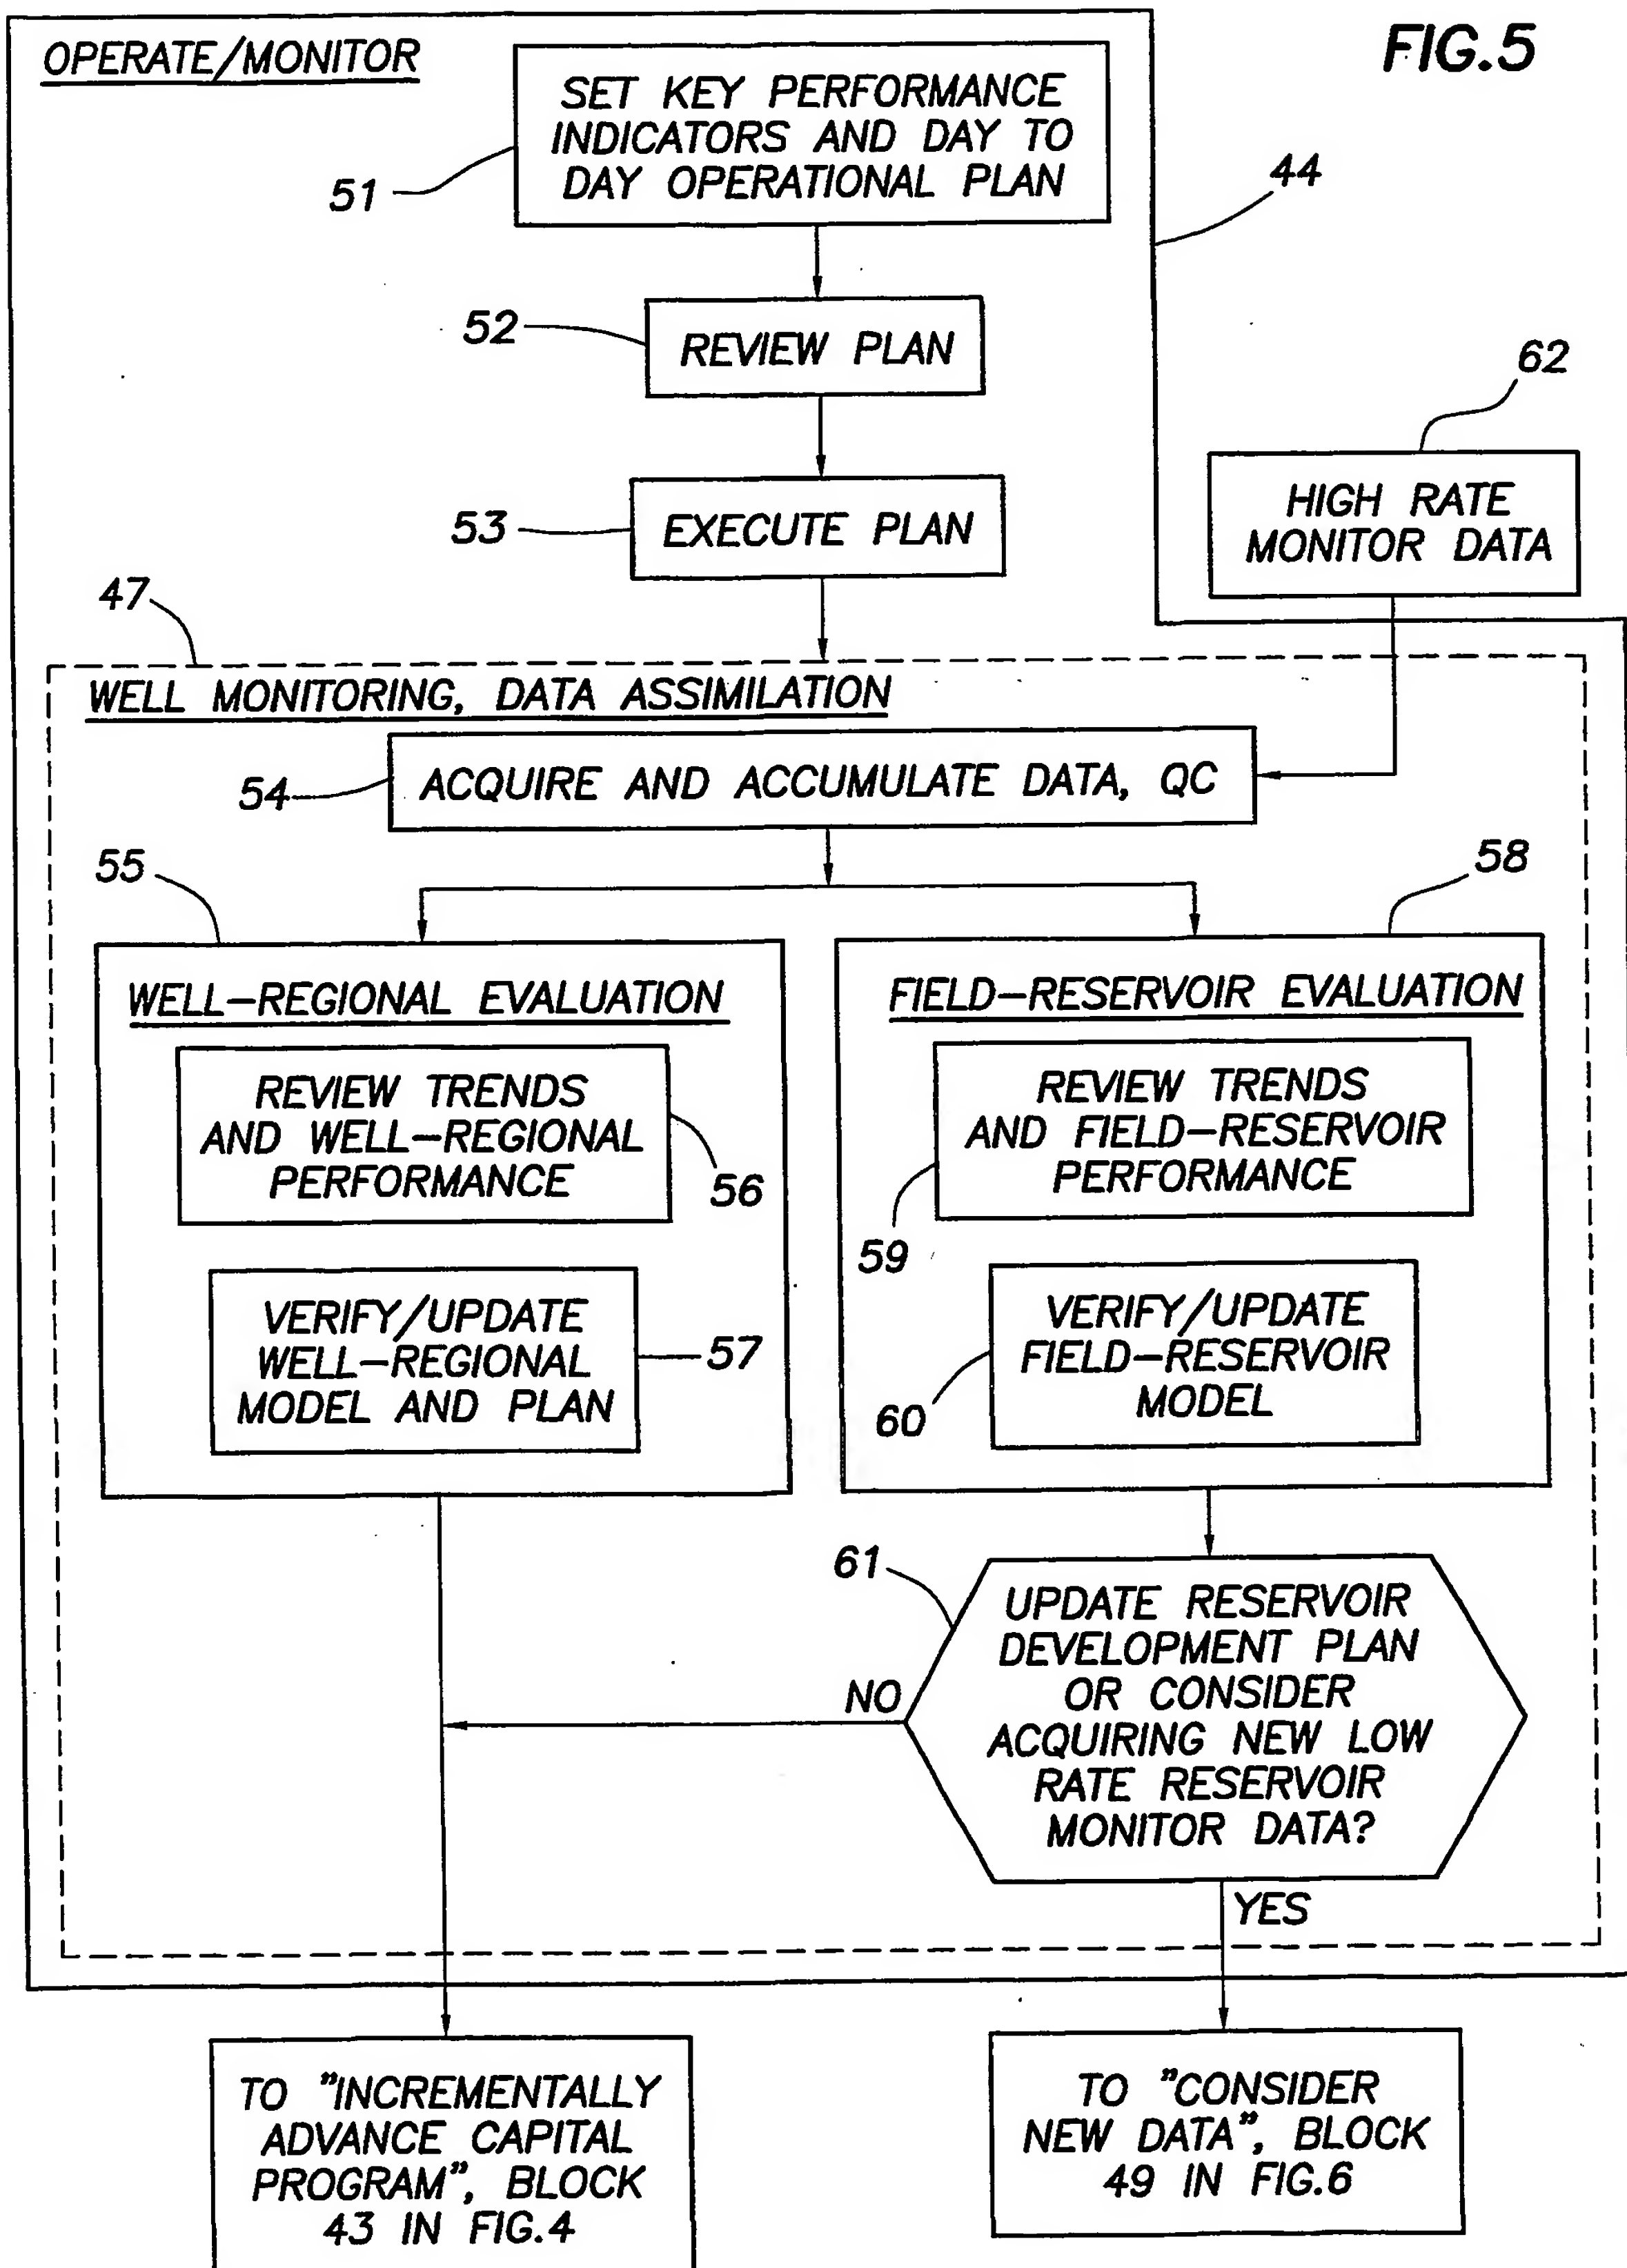 OPERATE/MONITOR
FIG.5
SET KEY PERFORMANCE
INDICATORS AND DAY TO
DAY OPERATIONAL PLAN
51
44
52
REVIEW PLAN
62
53
EXECUTE PLAN
HIGH RATE
MONITOR DATA
47
WELL MONITORING, DATA ASSIMILATION
54
ACQUIRE AND ACCUMULATE DATA, QC
55
58
WELL-REGIONAL EVALUATION
REVIEW TRENDS
AND WELL-REGIONAL
PERFORMANCE
56
VERIFY/UPDATE
WELL-REGIONAL
MODEL AND PLAN
57
FIELD-RESERVOIR EVALUATION
REVIEW TRENDS
AND FIELD-RESERVOIR
PERFORMANCE
59
VERIFY/UPDATE
FIELD-RESERVOIR
MODEL
60
61
UPDATE RESERVOIR
DEVELOPMENT PLAN
OR CONSIDER
ACQUIRING NEW LOW
RATE RESERVOIR
MONITOR DATA?
NO
YES
TO "INCREMENTALLY
ADVANCE CAPITAL
PROGRAM", BLOCK
43 IN FIG.4
TO "CONSIDER
NEW DATA", BLOCK
49 IN FIG.6